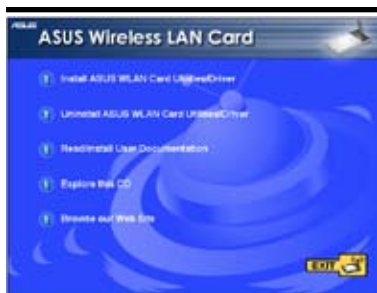 ASUS
ASUS Wireless LAN Card
Install ASUS WLAN Card Utilities/Driver
Uninstall ASUS WLAN Card Utilities/Driver
Read/Install User Documentation
Explore this CD
Browse our Web Site
EXIT